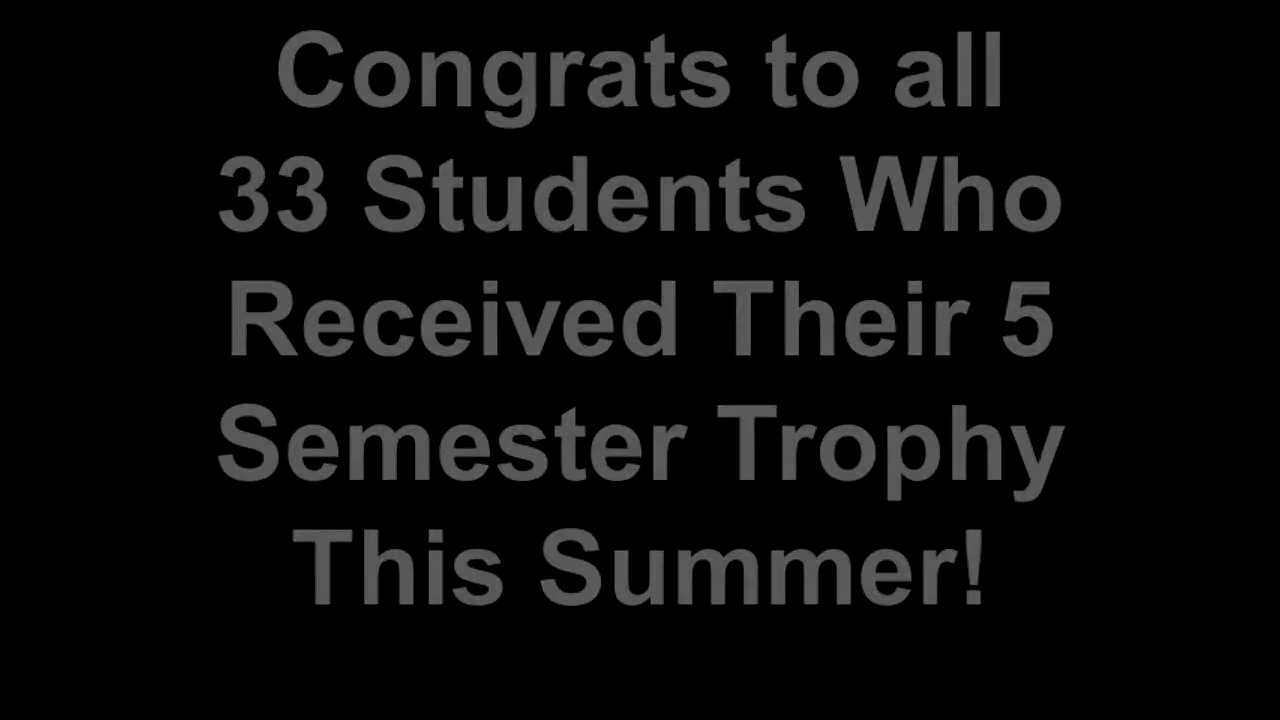 Congrats to all
33 Students Who
Received Their 5
Semester Trophy
This Summer!